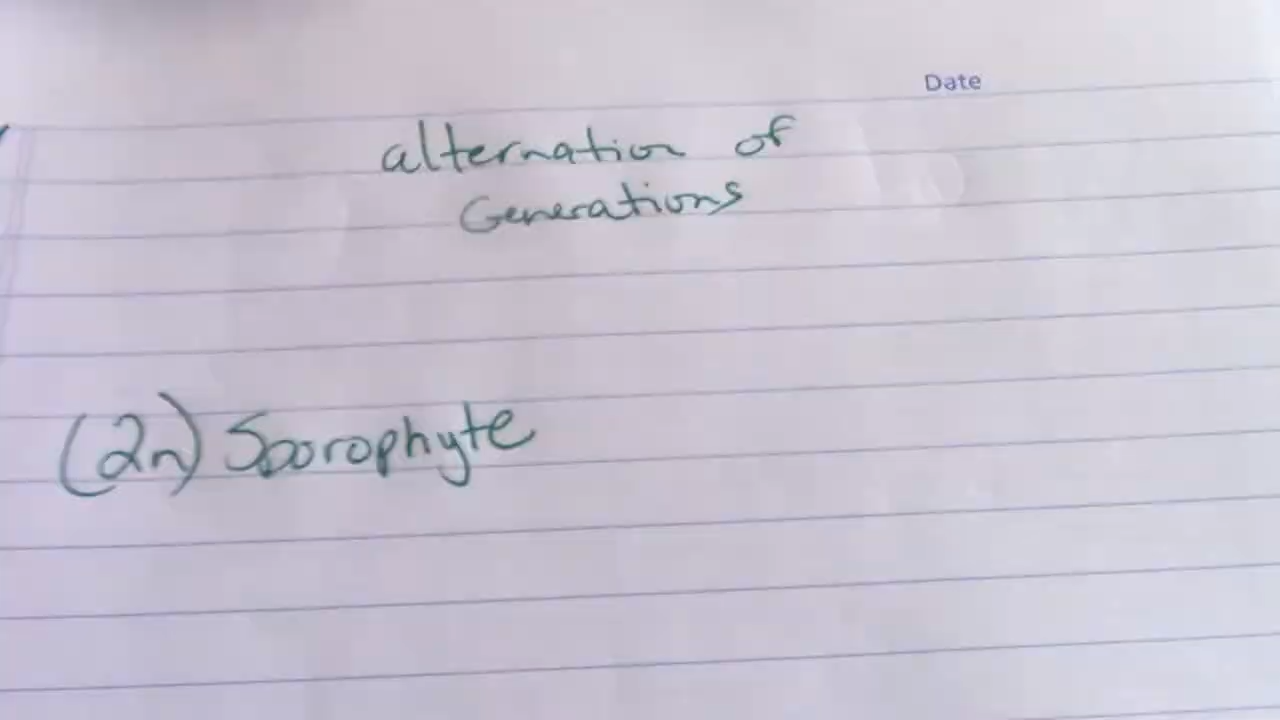 Date
alternation of
Generations
(2n) Sporophyte